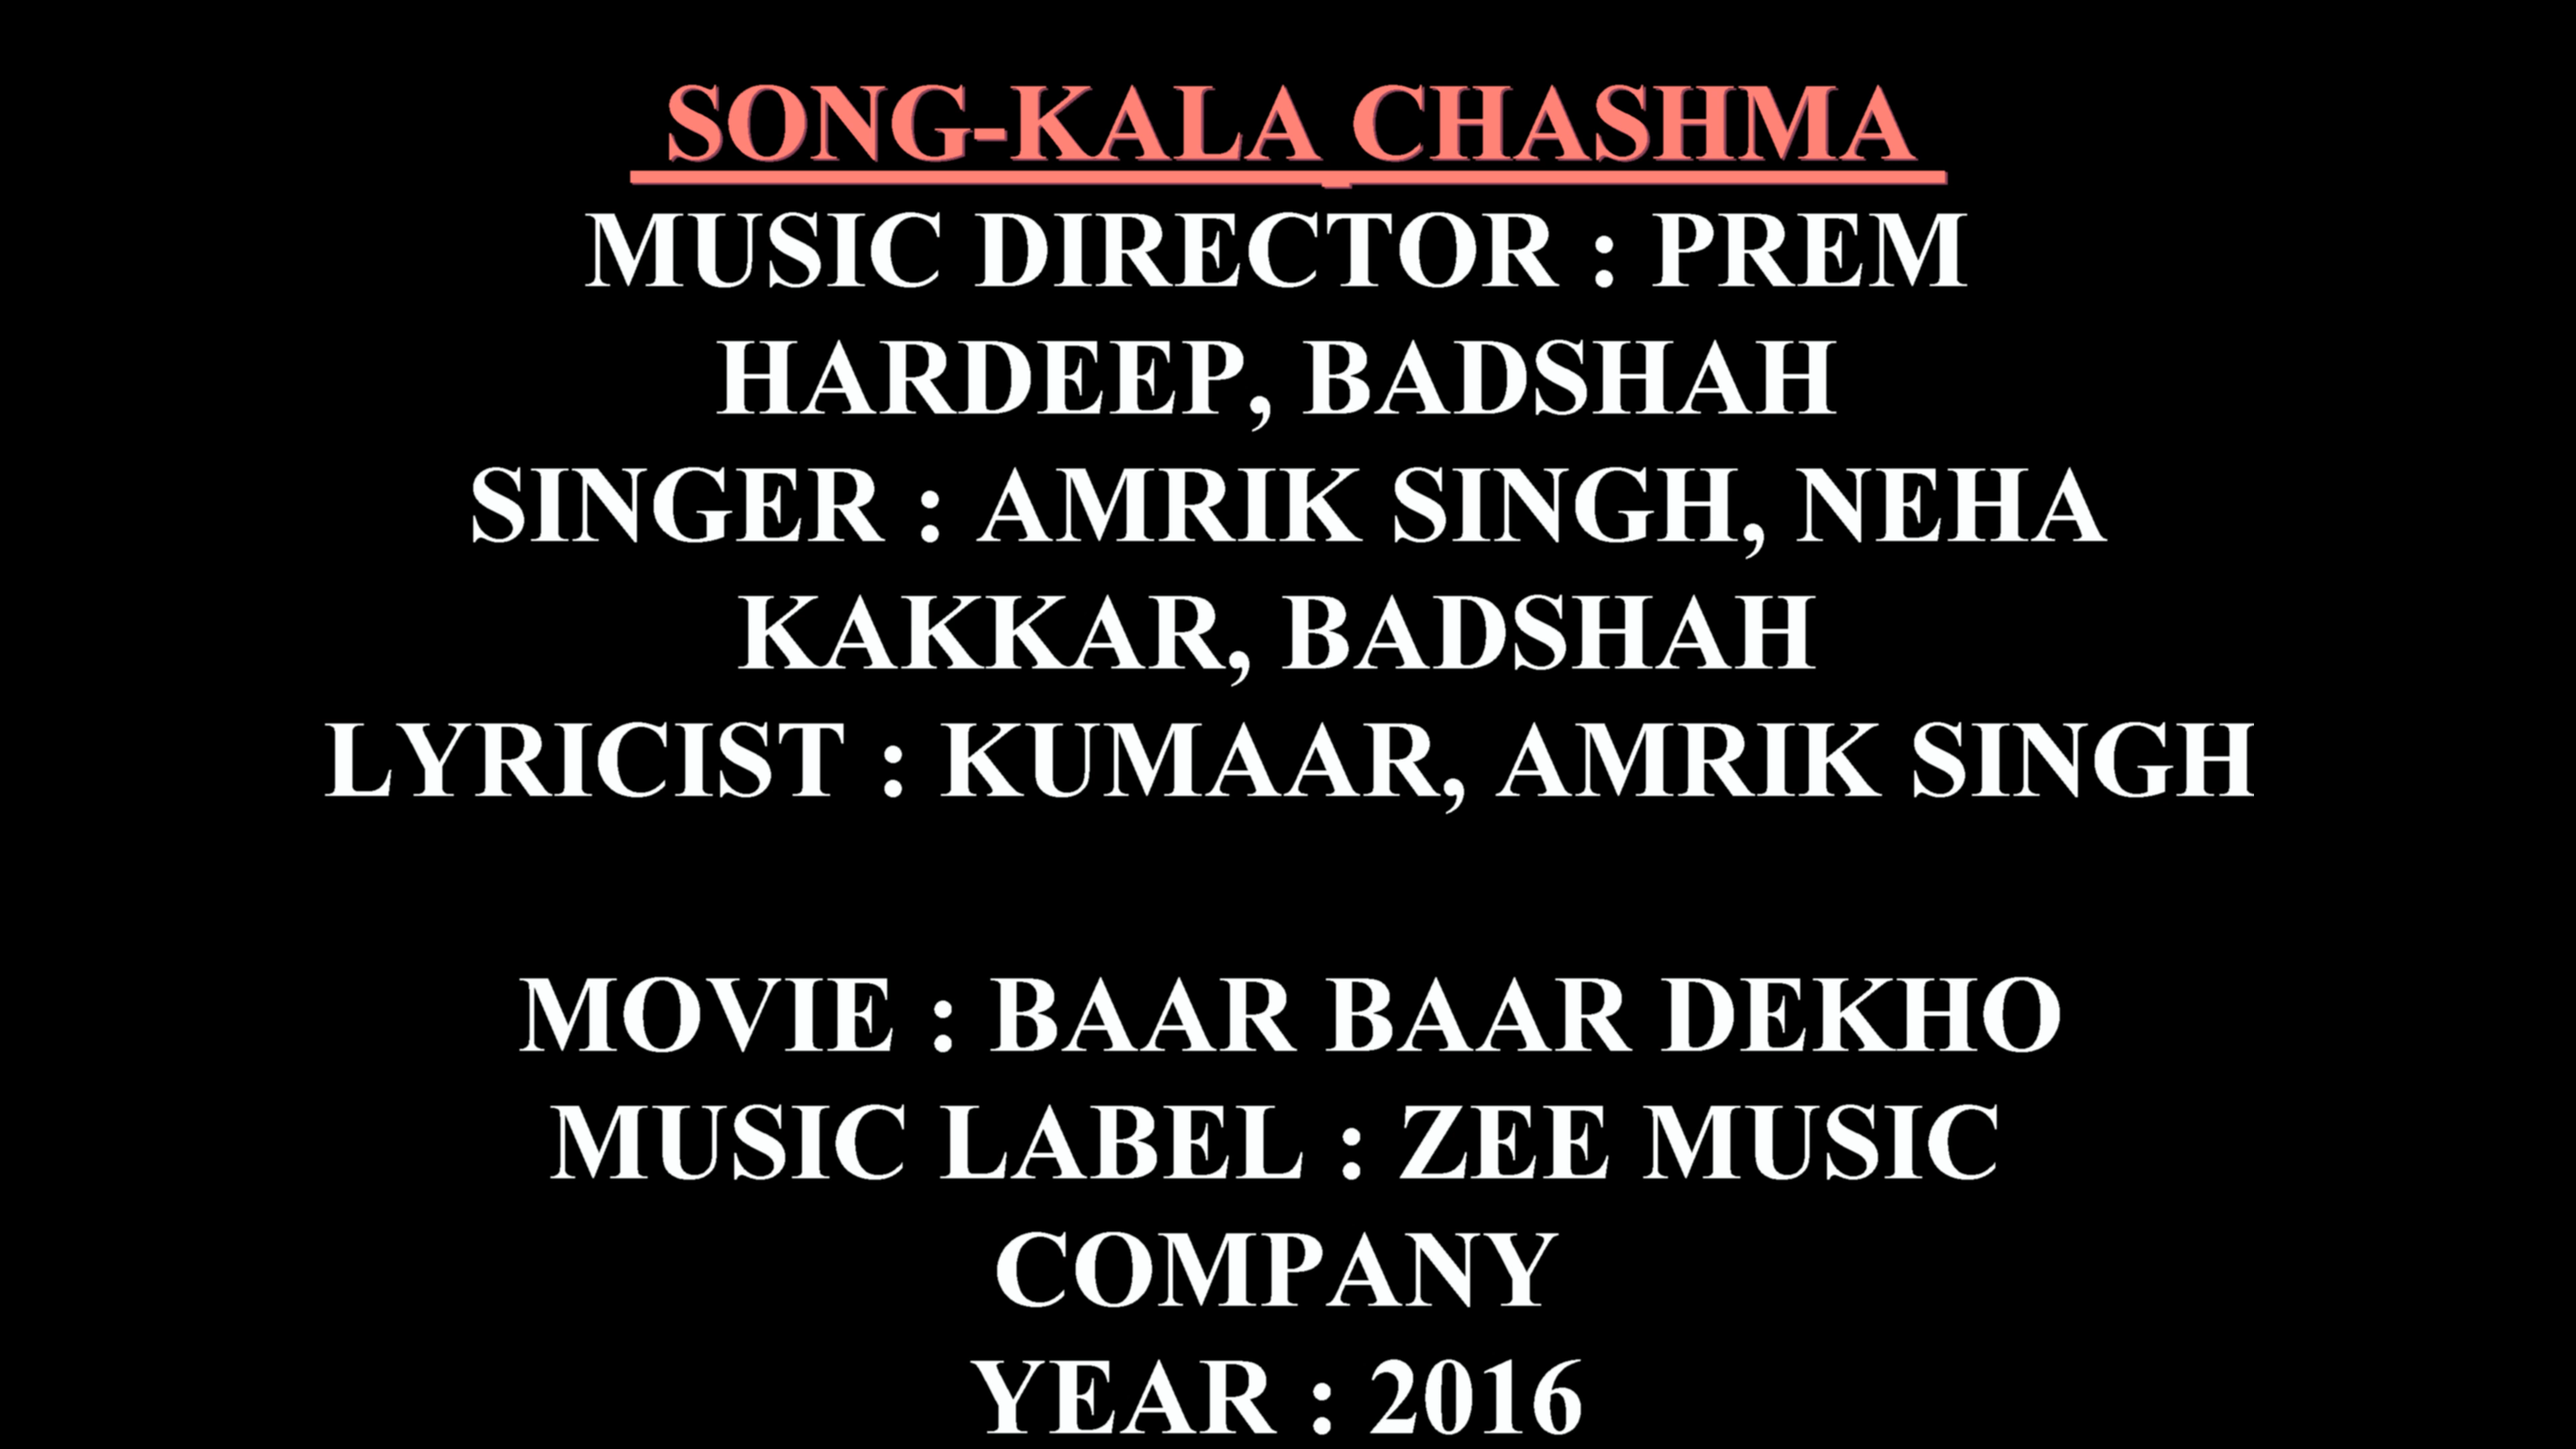 SONG-KALA CHASHMA
MUSIC DIRECTOR : PREM
HARDEEP, BADSHAH
SINGER : AMRIK SINGH, NEHA
KAKKAR, BADSHAH
LYRICIST : KUMAAR, AMRIK SINGH
MOVIE : BAAR BAAR DEKHO
MUSIC LABEL : ZEE MUSIC
COMPANY
YEAR : 2016